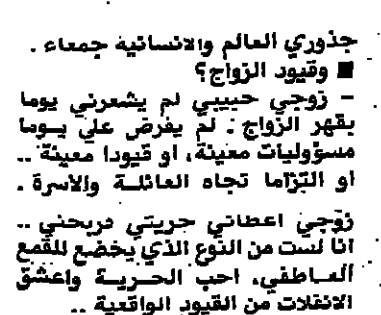 جذوري العالم والانسانيه جمعاء .
■ وقيود الزواج؟
– زوجي حبيبي لم يشعرني يوما
بقهر الزواج . لم يفرض علي يوما
مسؤوليات معينة، او قيودا معينة ..
او التزاما تجاه العائلة والاسرة .
زوجي اعطاني حريتي دربحني ..
انا لست من النوع الذي يخضع للقمع
العاطفي، احب الحرية واعشق
الانفلات من القيود الواقعية ..